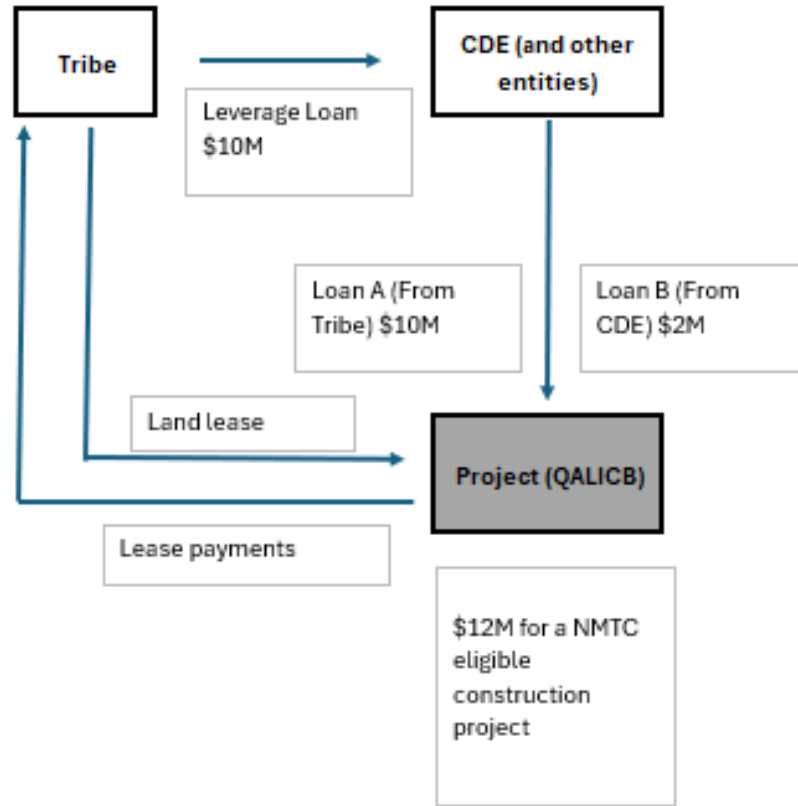 Tribe
CDE (and other
entities)
Leverage Loan
$10M
Loan A (From
Tribe) $10M
Loan B (From
CDE) $2M
Land lease
Project (QALICB)
Lease payments
$12M for a NMTC
eligible
construction
project